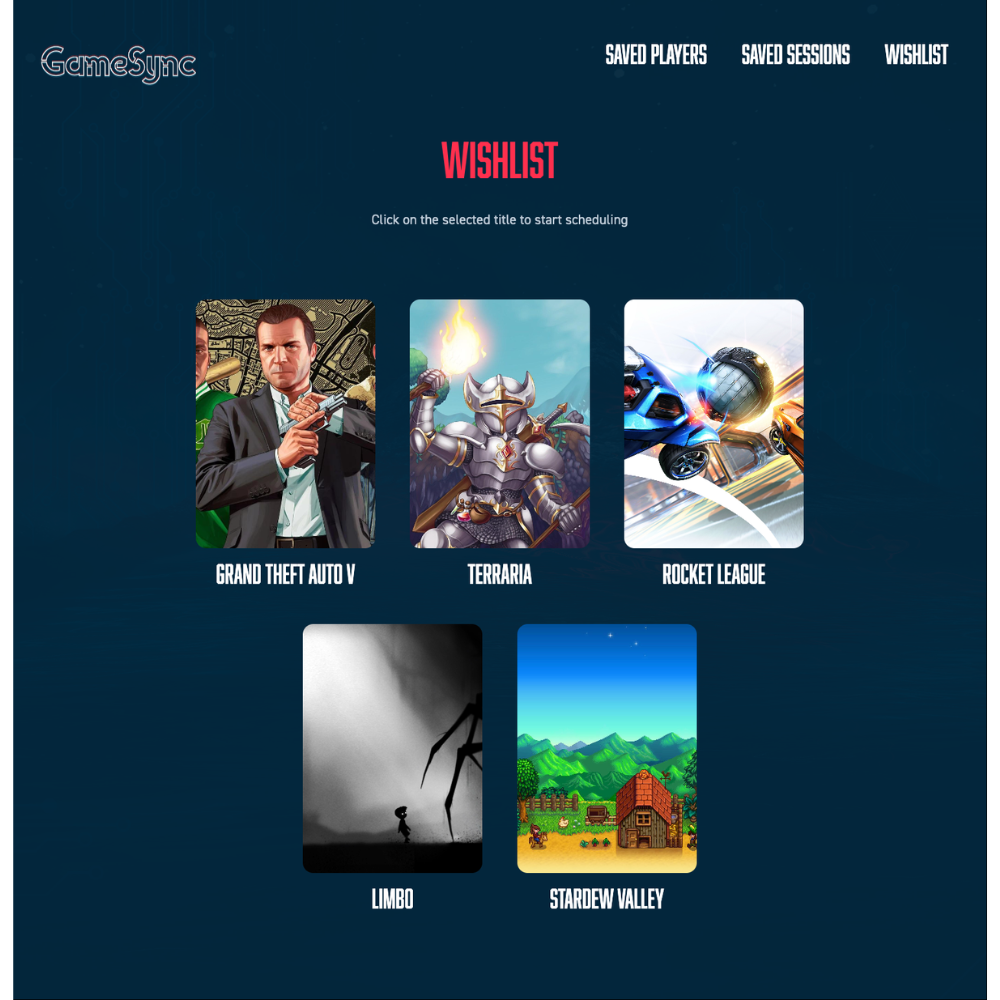 GameSync
SAVED PLAYERS
SAVED SESSIONS
WISHLIST
WISHLIST
Click on the selected title to start scheduling
GRAND THEFT AUTO V
TERRARIA
ROCKET LEAGUE
LIMBO
STARDEW VALLEY